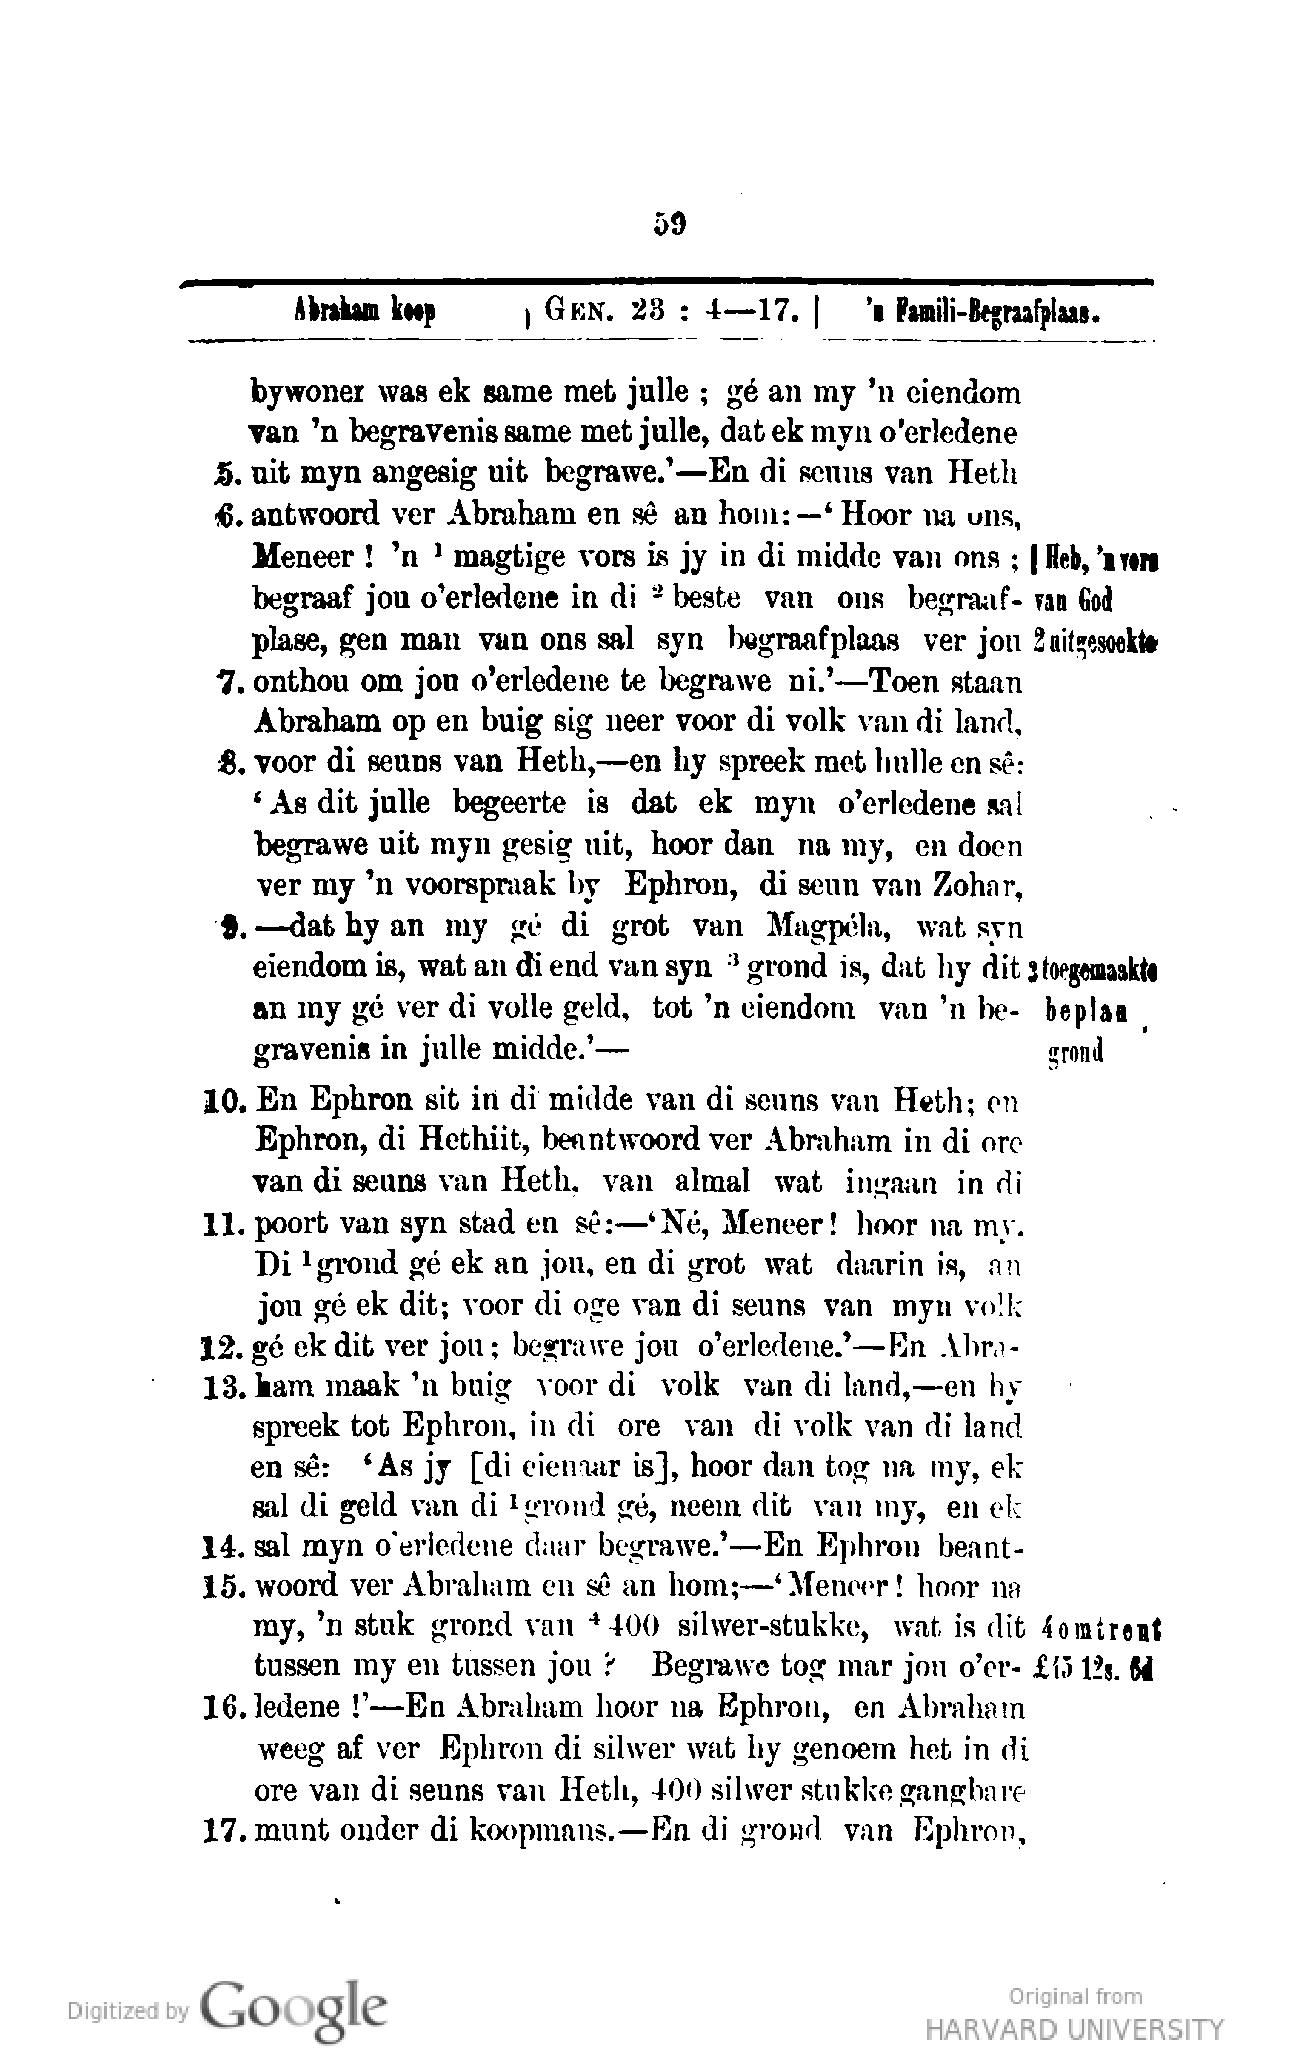 59
Abraham koop | GEN. 23 : 4—17. | 'n Famili-Begraafplaas.
bywoner was ek same met julle ; gé an my 'n eiendom
van 'n begravenis same met julle, dat ek myn o'erledene
5. uit myn angesig uit begrawe.'—En di seuns van Heth
6. antwoord ver Abraham en sê an hom:—‘ Hoor na ons,
Meneer ! 'n ¹ magtige vors is jy in di midde van ons ; 1 Heb, 'n vors
begraaf jou o'erledene in di ² beste van ons begraaf- van God
plase, gen man van ons sal syn begraafplaas ver jou 2 uitgesoekte
7. onthou om jou o'erledene te begrawe ni.'—Toen staan
Abraham op en buig sig neer voor di volk van di land,
8. voor di seuns van Heth,—en hy spreek met hulle en sê:
‘ As dit julle begeerte is dat ek myn o'erledene sal
begrawe uit myn gesig uit, hoor dan na my, en doen
ver my 'n voorspraak by Ephron, di seun van Zohar,
9. —dat hy an my gé di grot van Magpéla, wat syn
eiendom is, wat an di end van syn ³ grond is, dat hy dit 3 toegemaakte
an my gé ver di volle geld, tot 'n eiendom van 'n be- beplan
gravenis in julle midde.'— grond
10. En Ephron sit in di midde van di seuns van Heth; en
Ephron, di Hethiit, beantwoord ver Abraham in di ore
van di seuns van Heth, van almal wat ingaan in di
11. poort van syn stad en sê:—‘Né, Meneer! hoor na my.
Di ¹grond gé ek an jou, en di grot wat daarin is, an
jou gé ek dit; voor di oge van di seuns van myn volk
12. gé ek dit ver jou; begrawe jou o'erledene.'—En Abra-
13. ham maak 'n buig voor di volk van di land,—en hy
spreek tot Ephron, in di ore van di volk van di land
en sê: ‘As jy [di eienaar is], hoor dan tog na my, ek
sal di geld van di ¹grond gé, neem dit van my, en ek
14. sal myn o'erledene daar begrawe.'—En Ephron beant-
15. woord ver Abraham en sê an hom;—‘Meneer! hoor na
my, 'n stuk grond van ⁴ 400 silwer-stukke, wat is dit 4 omtrent
tussen my en tussen jou ? Begrawe tog mar jou o'er- £45 12s. 6d
16. ledene !'—En Abraham hoor na Ephron, en Abraham
weeg af ver Ephron di silwer wat hy genoem het in di
ore van di seuns van Heth, 400 silwer stukke gangbare
17. munt onder di koopmans.—En di grond van Ephron,
Digitized by Google
Original from
HARVARD UNIVERSITY